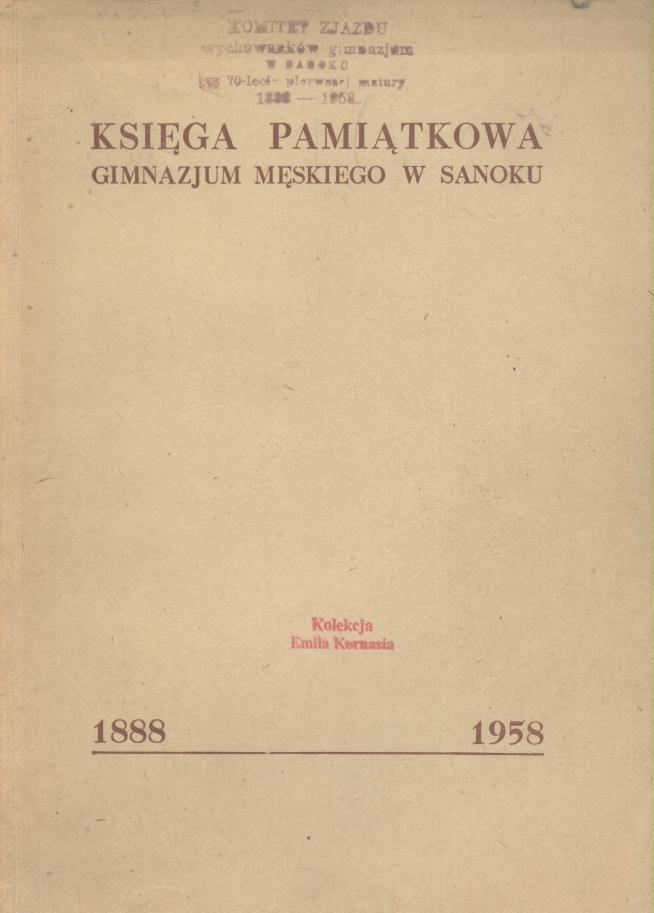 KOMITET ZJAZDU
wychowanków gimnazjum
W SANOKU
70-lecie pierwszej matury
1888 — 1958
KSIĘGA PAMIĄTKOWA
GIMNAZJUM MĘSKIEGO W SANOKU
Kolekcja
Emila Kornasia
1888 1958